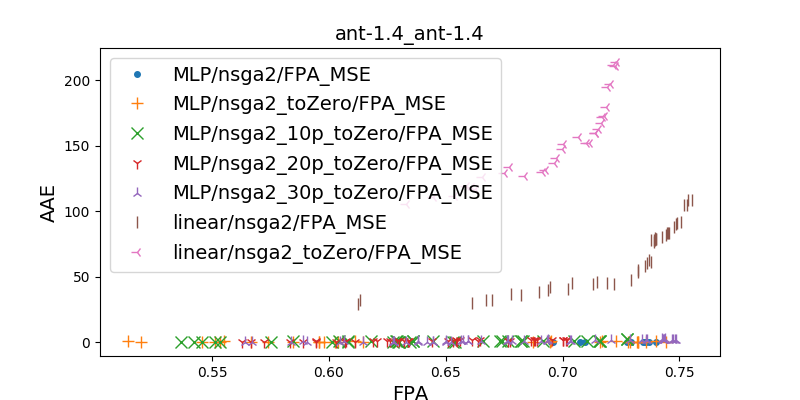 ant-1.4_ant-1.4
200
150
100
50
0
AAE
MLP/nsga2/FPA_MSE
MLP/nsga2_toZero/FPA_MSE
MLP/nsga2_10p_toZero/FPA_MSE
MLP/nsga2_20p_toZero/FPA_MSE
MLP/nsga2_30p_toZero/FPA_MSE
linear/nsga2/FPA_MSE
linear/nsga2_toZero/FPA_MSE
0.55 0.60 0.65 0.70 0.75
FPA